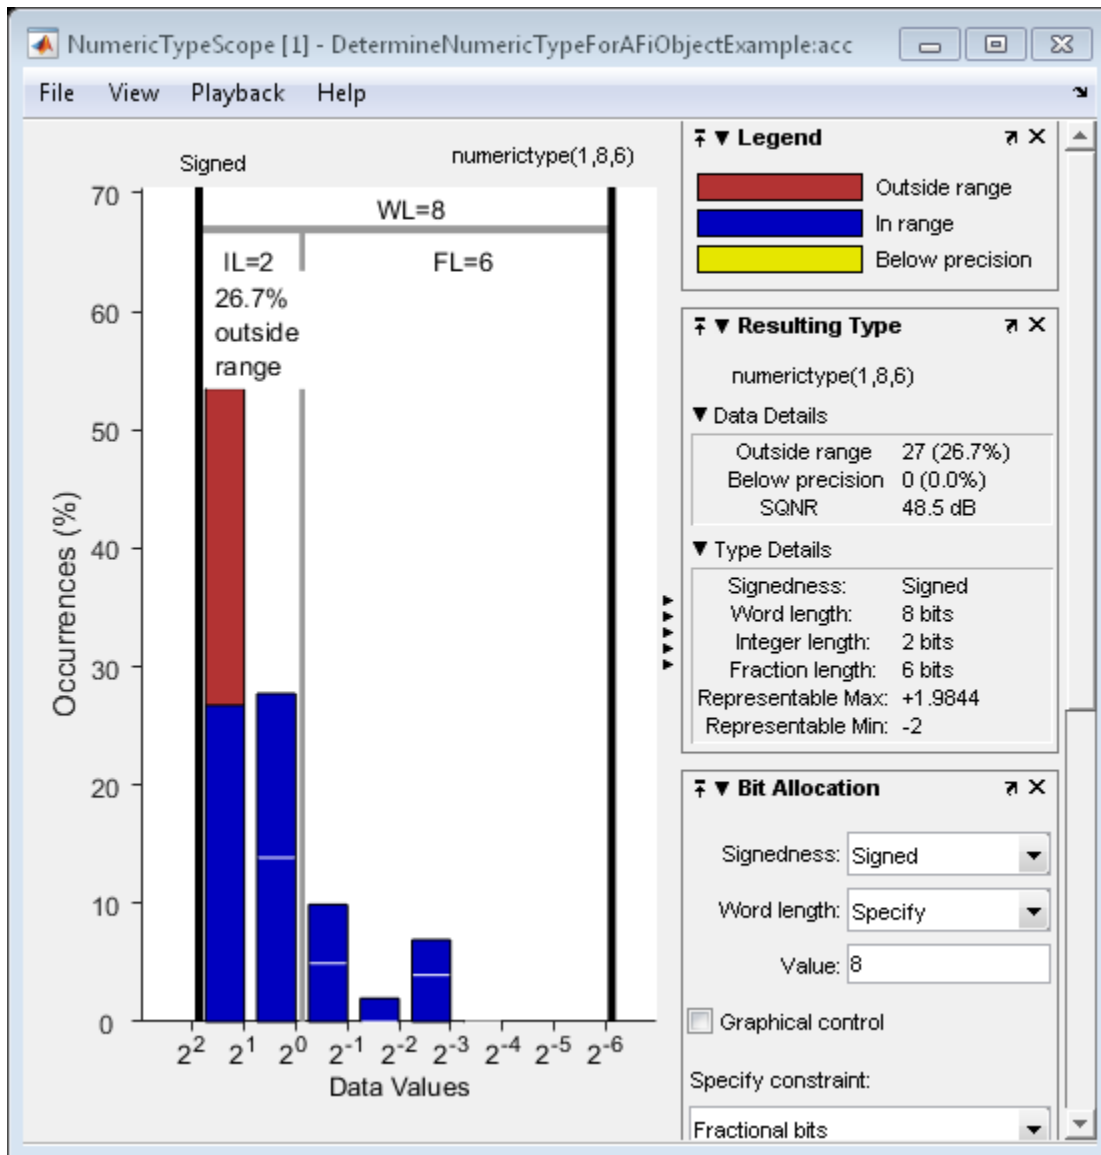 NumericTypeScope [1] - DetermineNumericTypeForAFiObjectExample:acc
File View Playback Help
Signed
numerictype(1,8,6)
WL=8
IL=2
FL=6
26.7%
outside
range
70
60
50
40
30
20
10
0
Occurrences (%)
2^2 2^1 2^0 2^-1 2^-2 2^-3 2^-4 2^-5 2^-6
Data Values
Legend
Outside range
In range
Below precision
Resulting Type
numerictype(1,8,6)
Data Details
Outside range 27 (26.7%)
Below precision 0 (0.0%)
SQNR 48.5 dB
Type Details
Signedness: Signed
Word length: 8 bits
Integer length: 2 bits
Fraction length: 6 bits
Representable Max: +1.9844
Representable Min: -2
Bit Allocation
Signedness: Signed
Word length: Specify
Value: 8
Graphical control
Specify constraint:
Fractional bits